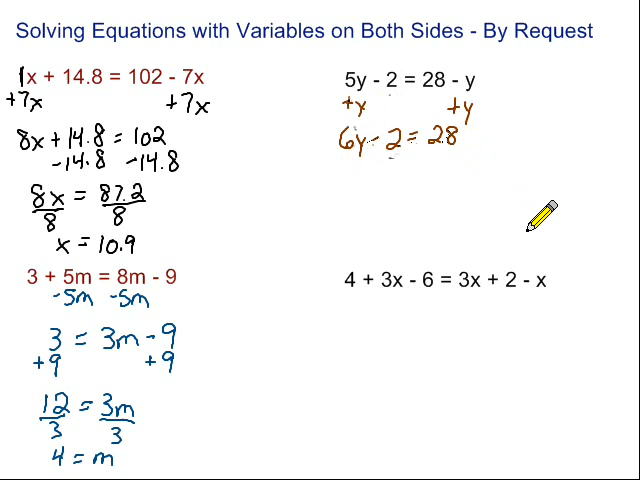 Solving Equations with Variables on Both Sides - By Request
1x + 14.8 = 102 - 7x
+7x +7x
8x + 14.8 = 102
-14.8 -14.8
8x = 87.2
8 8
x = 10.9
3 + 5m = 8m - 9
-5m -5m
3 = 3m - 9
+9 +9
12 = 3m
3 3
4 = m
5y - 2 = 28 - y
+y +y
6y - 2 = 28
4 + 3x - 6 = 3x + 2 - x